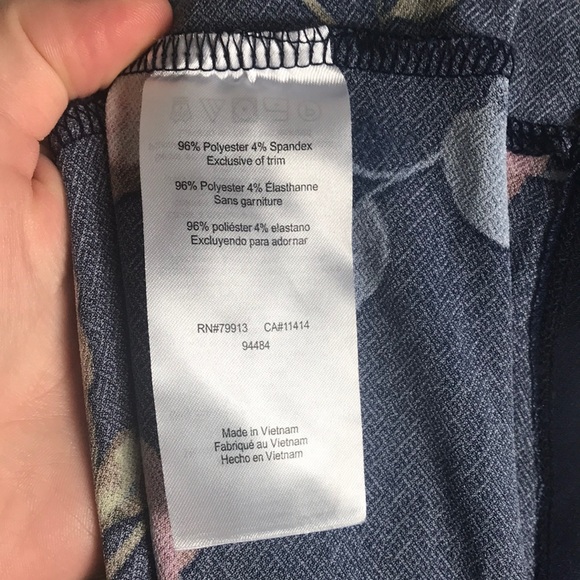 96% Polyester 4% Spandex
Exclusive of trim
96% Polyester 4% Élasthanne
Sans garniture
96% poliéster 4% elastano
Excluyendo para adornar
RN#79913 CA#11414
94484
Made in Vietnam
Fabriqué au Vietnam
Hecho en Vietnam